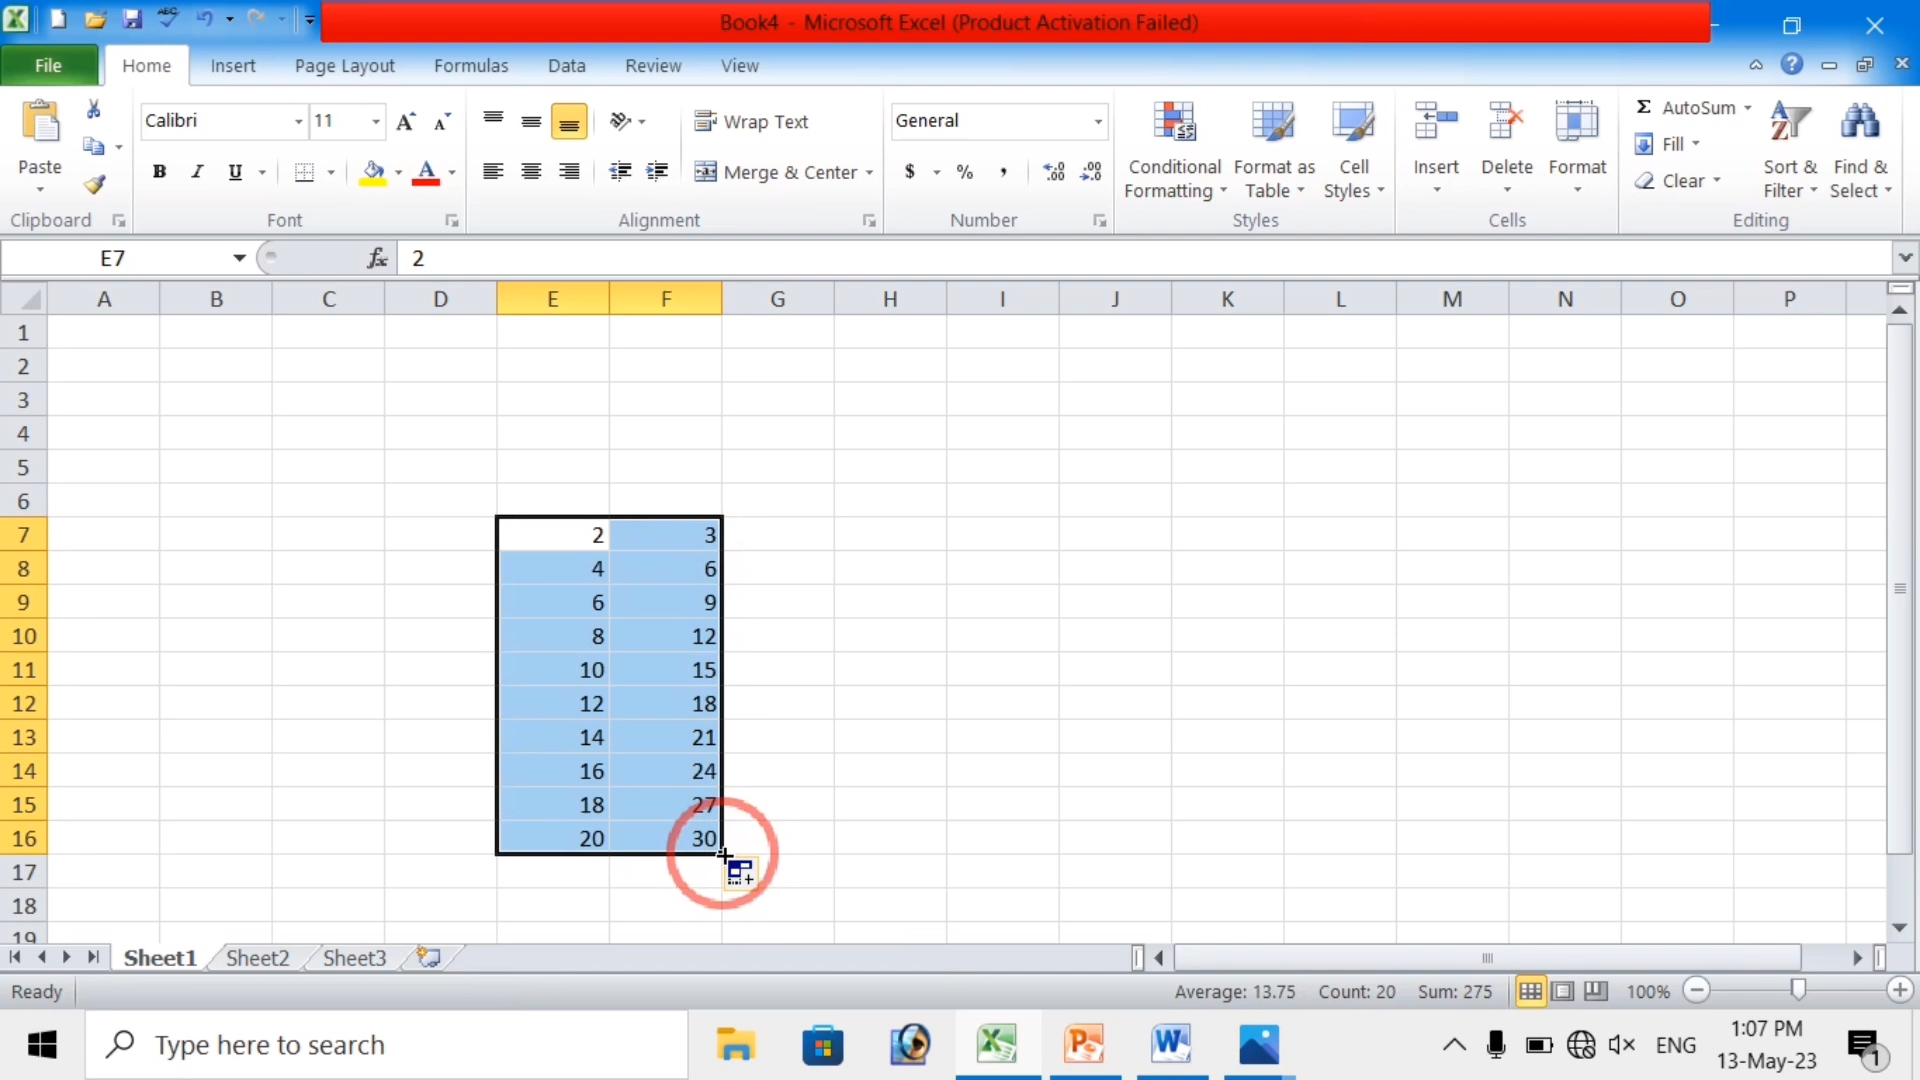 Book4 - Microsoft Excel (Product Activation Failed)
File Home Insert Page Layout Formulas Data Review View
Paste
Clipboard
Calibri 11
B I U A
Font
Wrap Text
Merge & Center
Alignment
General
$ % ,
Number
Conditional Formatting
Format as Table
Cell Styles
Styles
Insert Delete Format
Cells
Σ AutoSum
Fill
Clear
Sort & Filter
Find & Select
Editing
E7 fx 2
A B C D E F G H I J K L M N O P
1
2
3
4
5
6
7 2 3
8 4 6
9 6 9
10 8 12
11 10 15
12 12 18
13 14 21
14 16 24
15 18 27
16 20 30
17
18
19
Sheet1 Sheet2 Sheet3
Ready Average: 13.75 Count: 20 Sum: 275 100%
Type here to search
ENG
1:07 PM
13-May-23
1